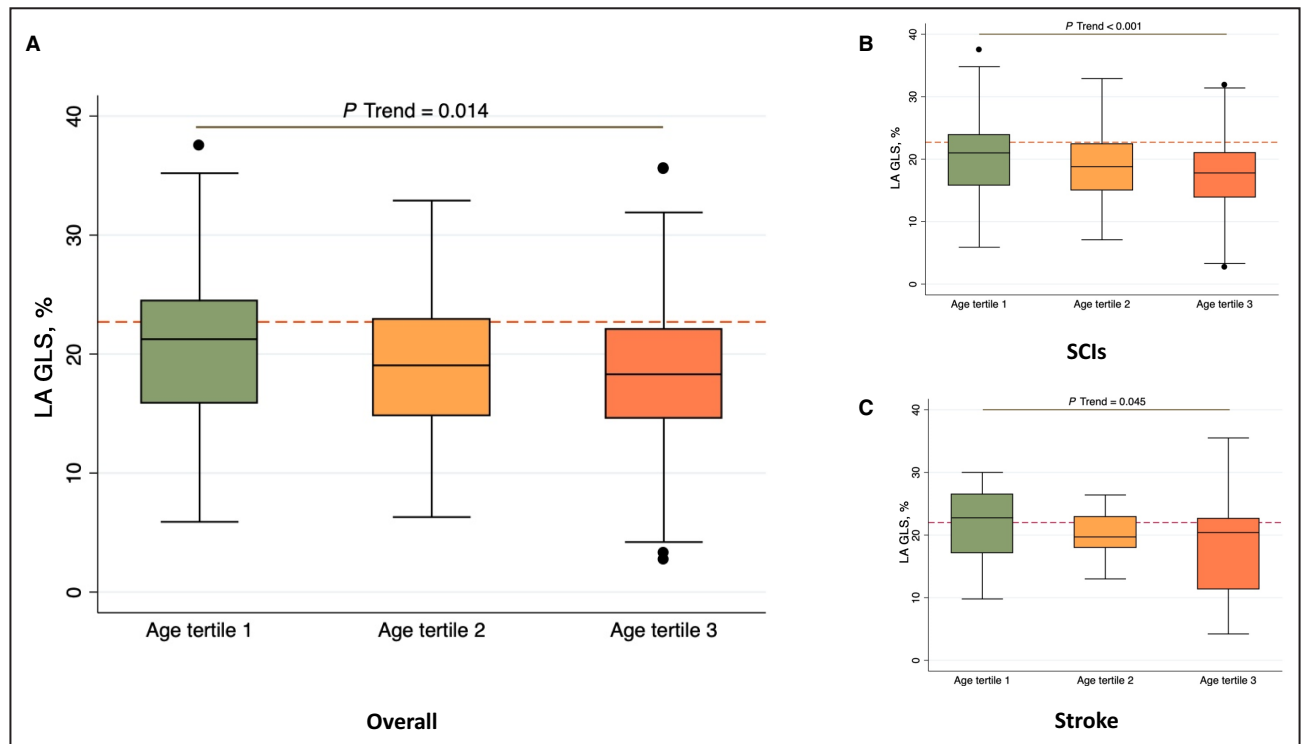 A
P Trend = 0.014
40
30
20
10
0
LA GLS, %
Age tertile 1
Age tertile 2
Age tertile 3
Overall
B
P Trend < 0.001
40
30
20
10
0
LA GLS, %
Age tertile 1
Age tertile 2
Age tertile 3
SCIs
C
P Trend = 0.045
40
30
20
10
0
LA GLS, %
Age tertile 1
Age tertile 2
Age tertile 3
Stroke